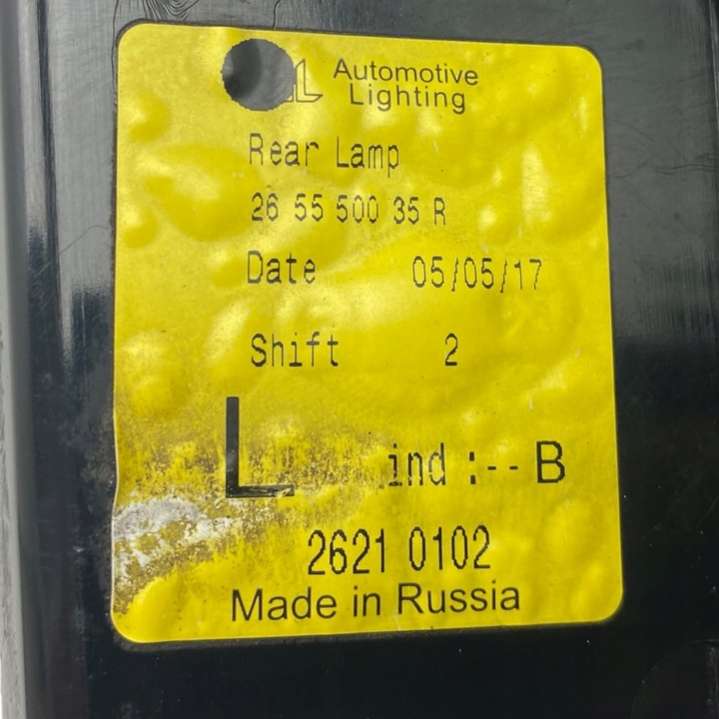 AL Automotive
Lighting
Rear Lamp
26 55 500 35 R
Date 05/05/17
Shift 2
L ind :-- B
2621 0102
Made in Russia